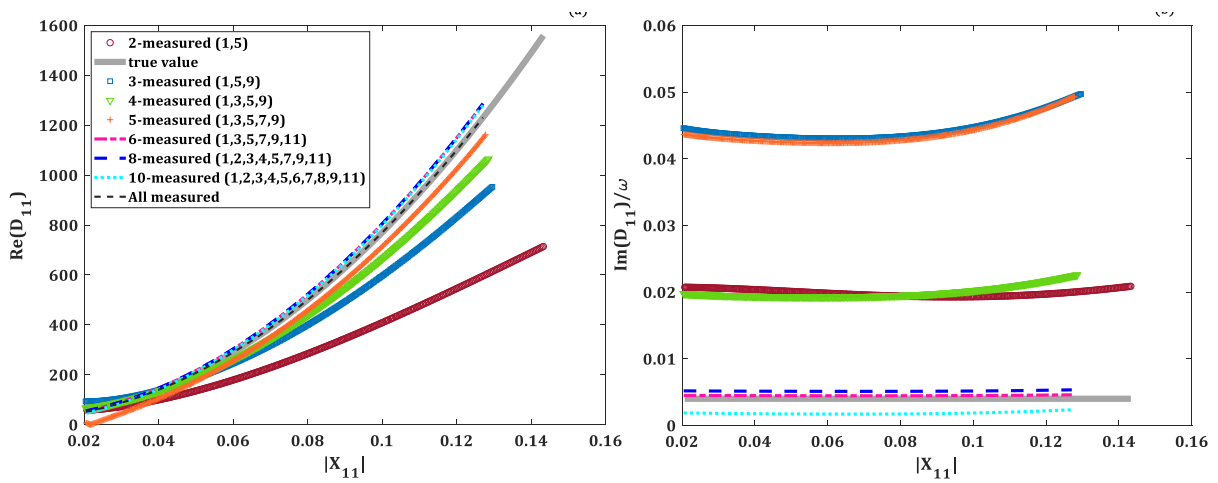 (a)
1600
1400
1200
1000
800
600
400
200
0
Re(D11)
2-measured (1,5)
true value
3-measured (1,5,9)
4-measured (1,3,5,9)
5-measured (1,3,5,7,9)
6-measured (1,3,5,7,9,11)
8-measured (1,2,3,4,5,7,9,11)
10-measured (1,2,3,4,5,6,7,8,9,11)
All measured
0.02 0.04 0.06 0.08 0.1 0.12 0.14 0.16
|X11|
0.06
0.05
0.04
0.03
0.02
0.01
0
Im(D11)/ω
0.02 0.04 0.06 0.08 0.1 0.12 0.14 0.16
|X11|